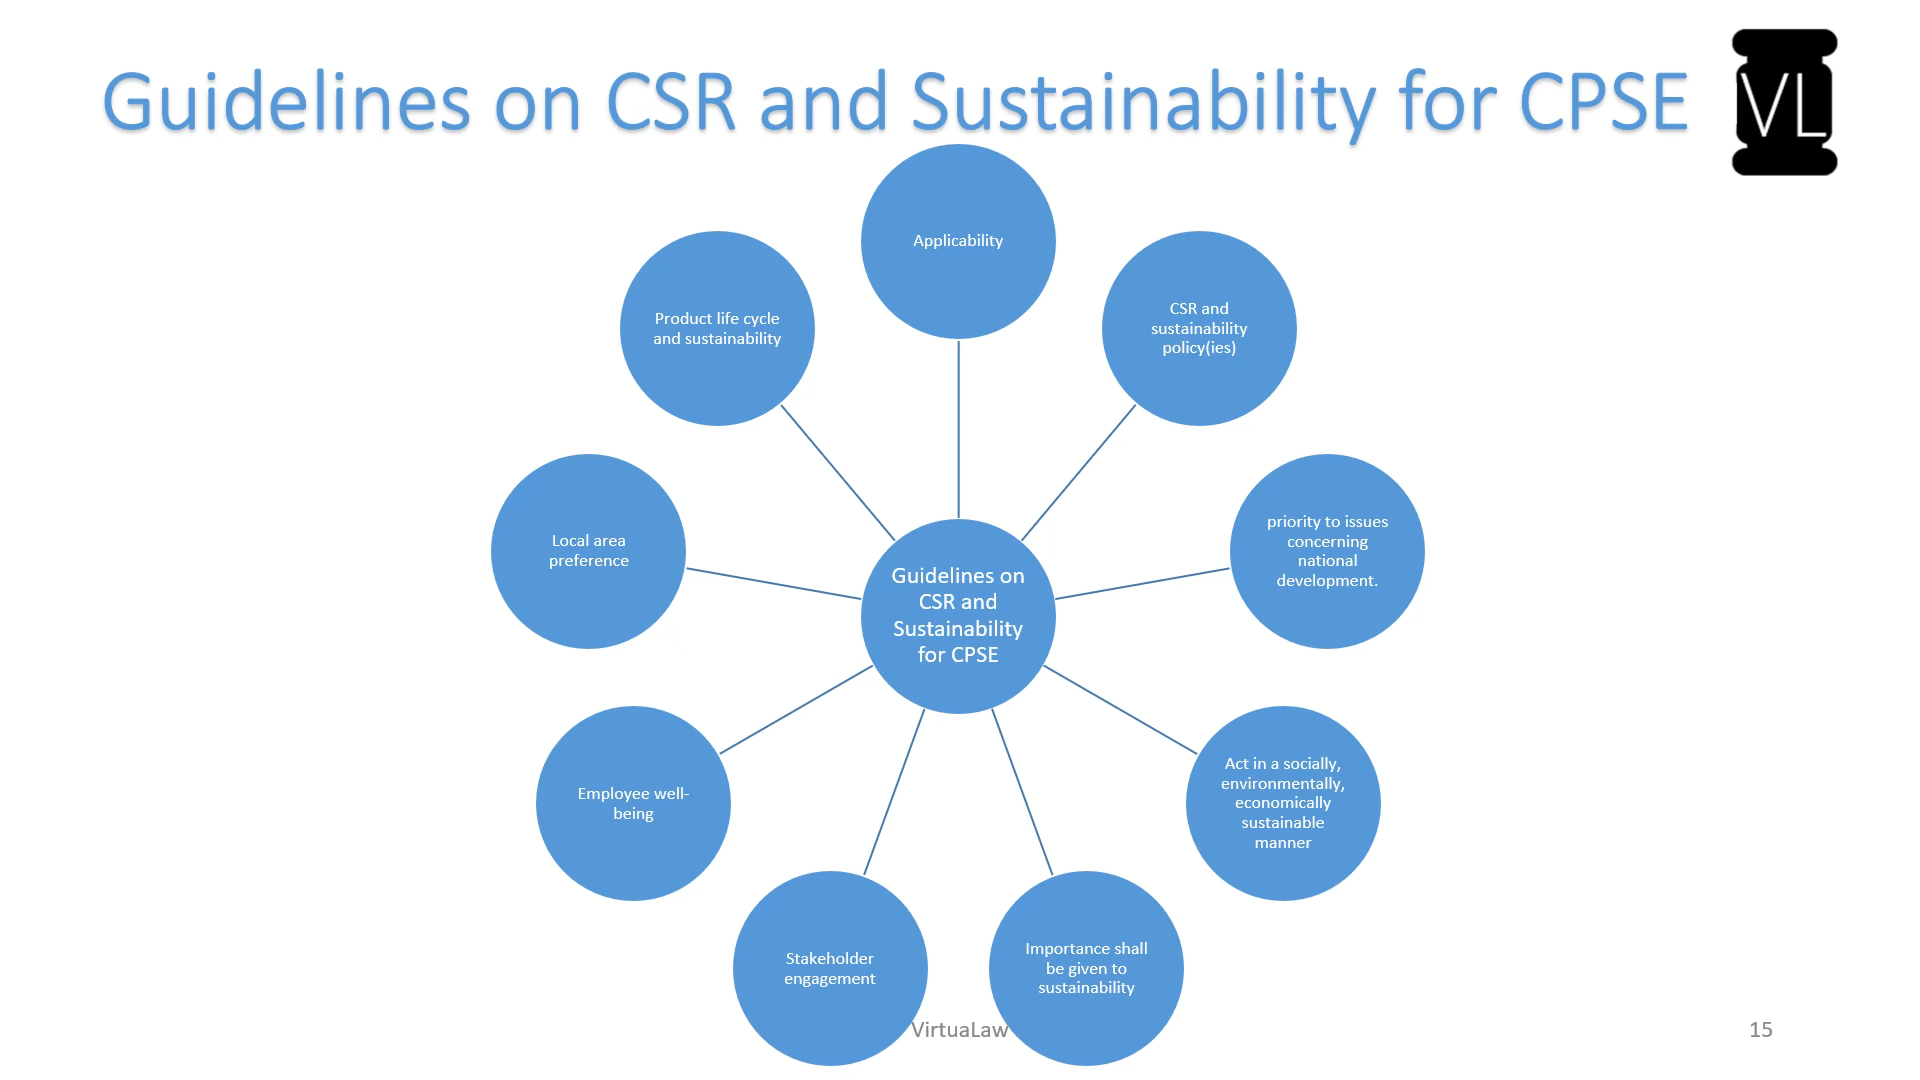 Guidelines on CSR and Sustainability for CPSE
VL
Applicability
CSR and
sustainability
policy(ies)
priority to issues
concerning
national
development.
Act in a socially,
environmentally,
economically
sustainable
manner
Importance shall
be given to
sustainability
Stakeholder
engagement
Employee well-
being
Local area
preference
Product life cycle
and sustainability
Guidelines on
CSR and
Sustainability
for CPSE
VirtuaLaw
15